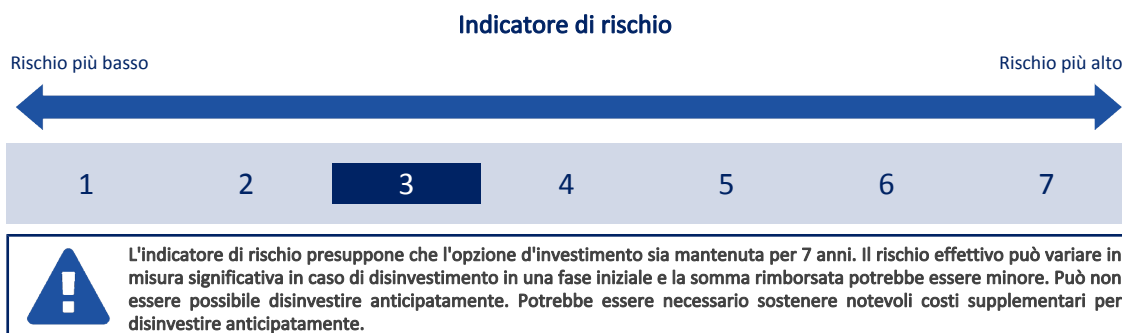 Indicatore di rischio
Rischio più basso
Rischio più alto
1 2 3 4 5 6 7
L'indicatore di rischio presuppone che l'opzione d'investimento sia mantenuta per 7 anni. Il rischio effettivo può variare in
misura significativa in caso di disinvestimento in una fase iniziale e la somma rimborsata potrebbe essere minore. Può non
essere possibile disinvestire anticipatamente. Potrebbe essere necessario sostenere notevoli costi supplementari per
disinvestire anticipatamente.